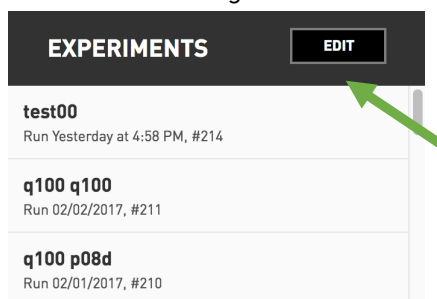 EXPERIMENTS EDIT
test00
Run Yesterday at 4:58 PM, #214
q100 q100
Run 02/02/2017, #211
q100 p08d
Run 02/01/2017, #210